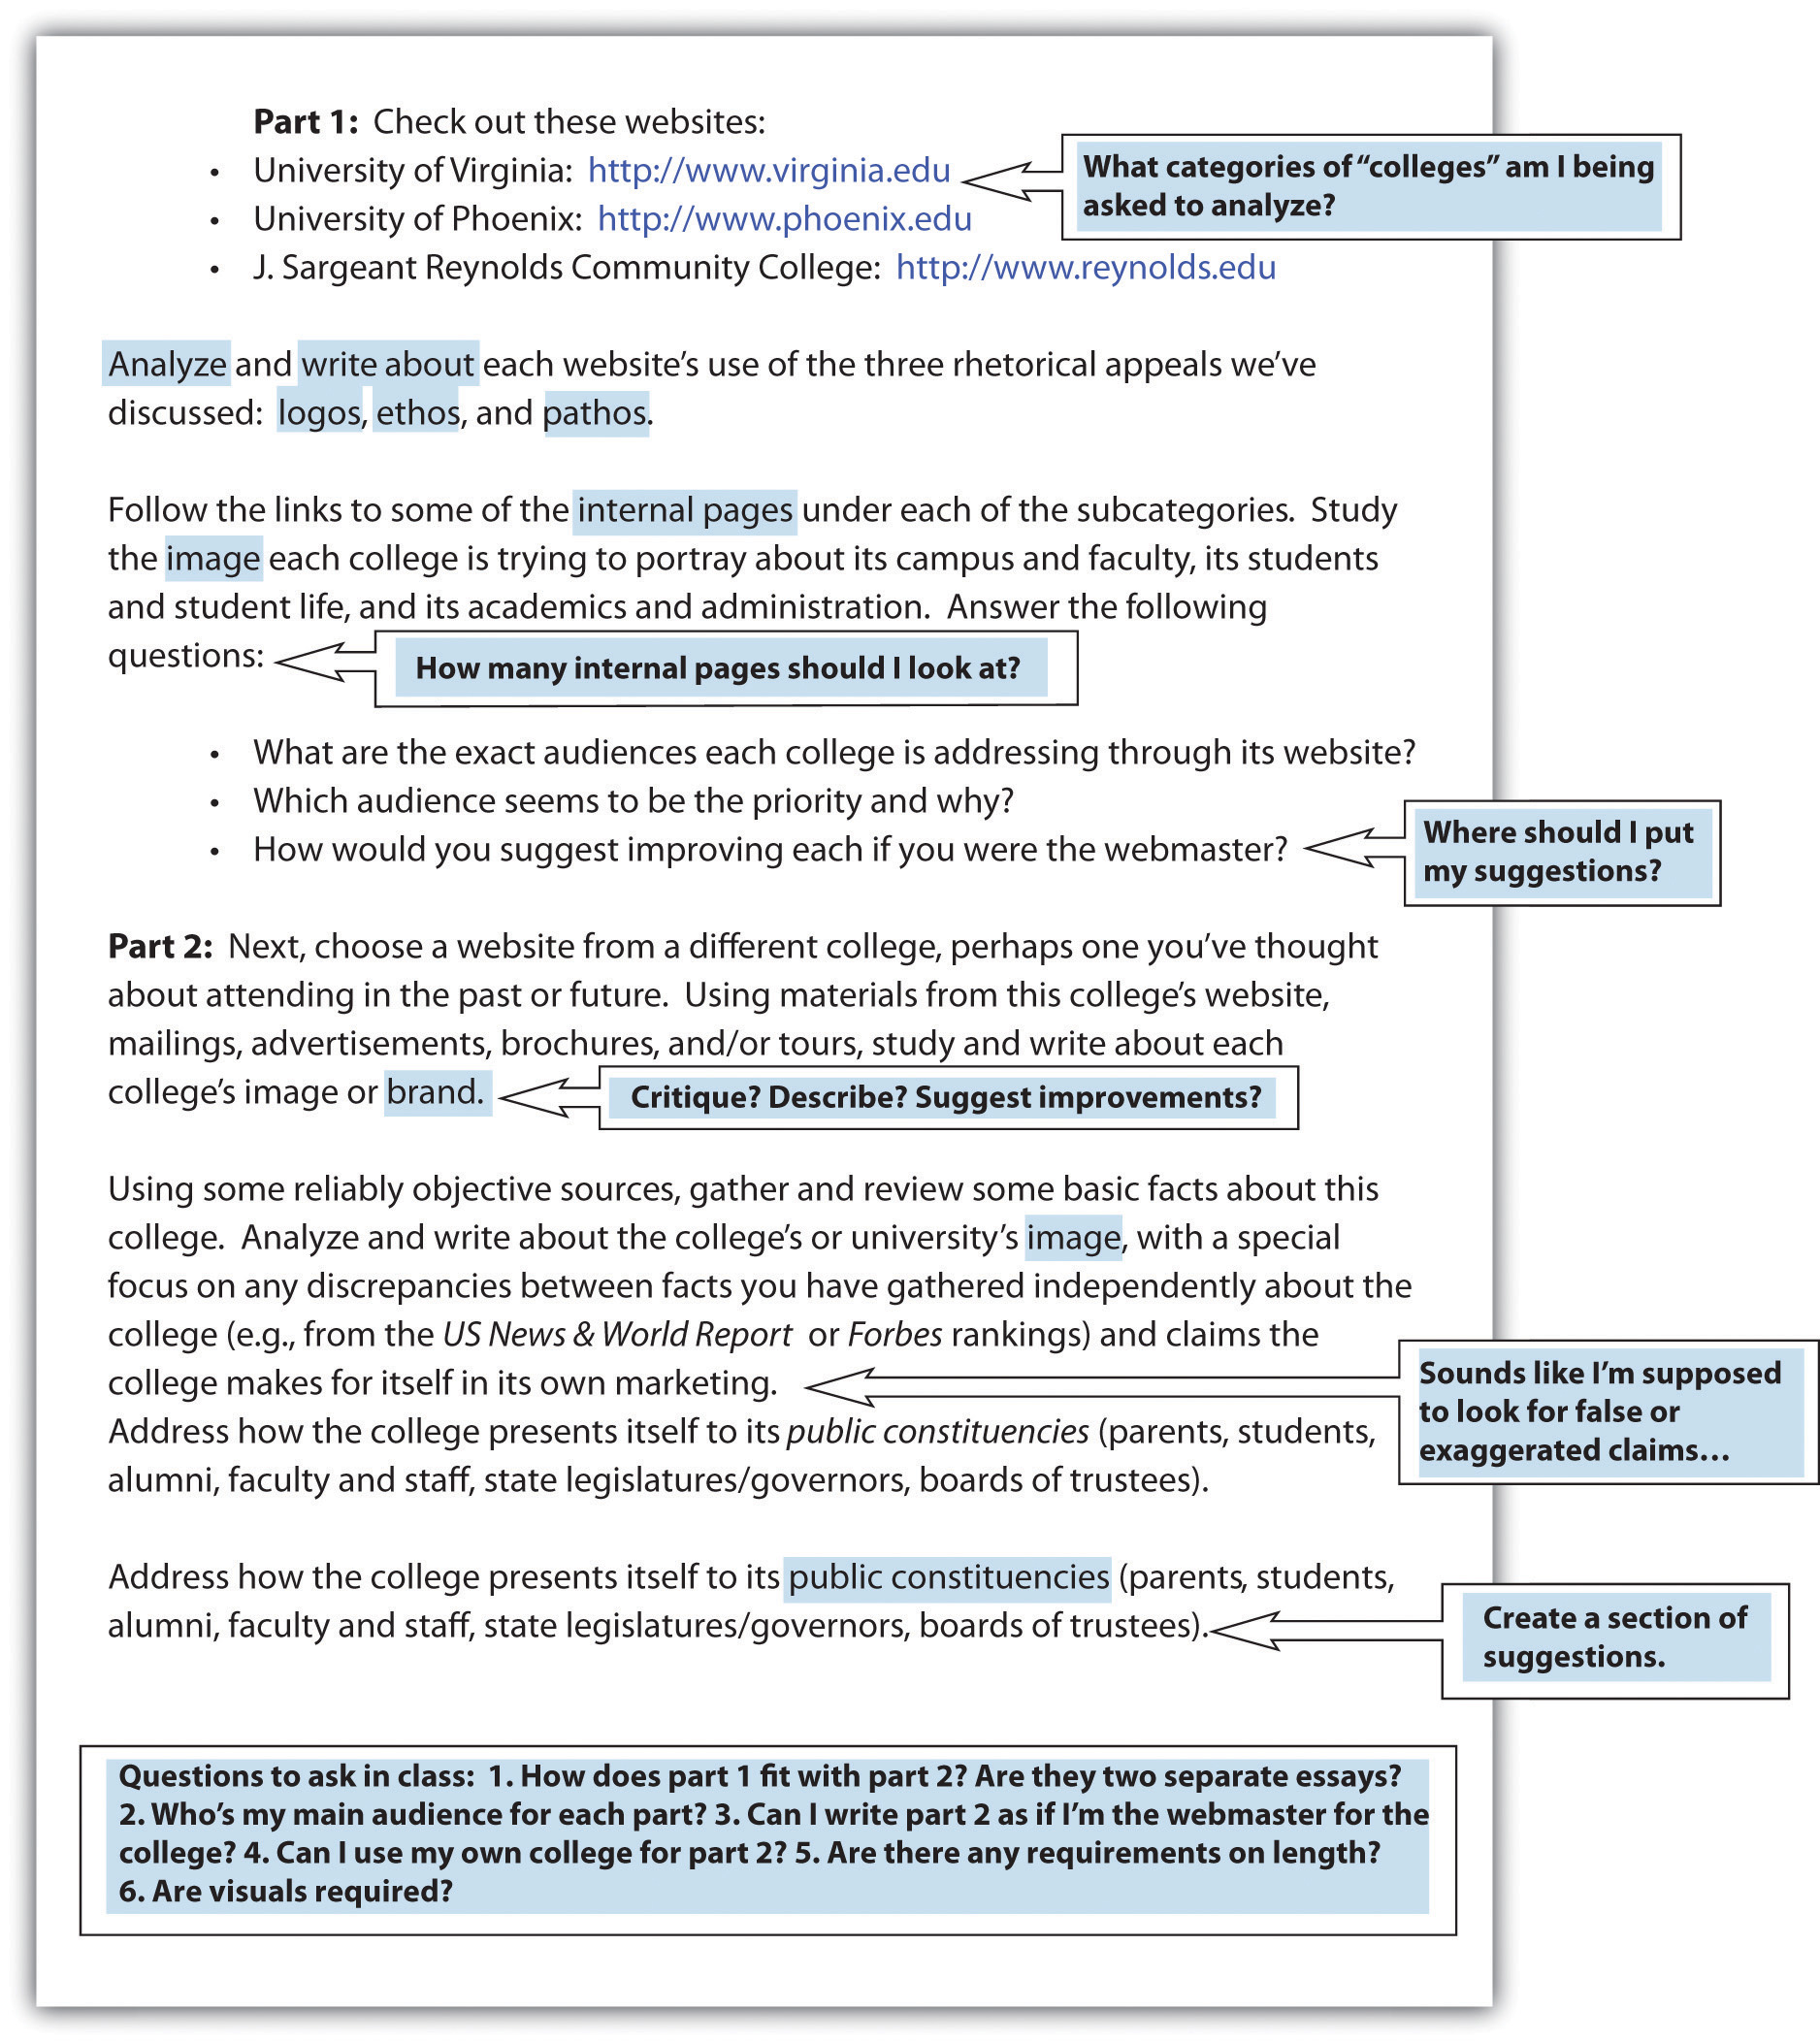 Part 1: Check out these websites:
• University of Virginia: http://www.virginia.edu
What categories of “colleges” am I being
asked to analyze?
• University of Phoenix: http://www.phoenix.edu
• J. Sargeant Reynolds Community College: http://www.reynolds.edu
Analyze and write about each website’s use of the three rhetorical appeals we’ve
discussed: logos, ethos, and pathos.
Follow the links to some of the internal pages under each of the subcategories. Study
the image each college is trying to portray about its campus and faculty, its students
and student life, and its academics and administration. Answer the following
questions:
How many internal pages should I look at?
• What are the exact audiences each college is addressing through its website?
• Which audience seems to be the priority and why?
• How would you suggest improving each if you were the webmaster?
Where should I put
my suggestions?
Part 2: Next, choose a website from a different college, perhaps one you’ve thought
about attending in the past or future. Using materials from this college’s website,
mailings, advertisements, brochures, and/or tours, study and write about each
college’s image or brand.
Critique? Describe? Suggest improvements?
Using some reliably objective sources, gather and review some basic facts about this
college. Analyze and write about the college’s or university’s image, with a special
focus on any discrepancies between facts you have gathered independently about the
college (e.g., from the US News & World Report or Forbes rankings) and claims the
college makes for itself in its own marketing.
Sounds like I’m supposed
to look for false or
exaggerated claims…
Address how the college presents itself to its public constituencies (parents, students,
alumni, faculty and staff, state legislatures/governors, boards of trustees).
Address how the college presents itself to its public constituencies (parents, students,
alumni, faculty and staff, state legislatures/governors, boards of trustees).
Create a section of
suggestions.
Questions to ask in class: 1. How does part 1 fit with part 2? Are they two separate essays?
2. Who’s my main audience for each part? 3. Can I write part 2 as if I’m the webmaster for the
college? 4. Can I use my own college for part 2? 5. Are there any requirements on length?
6. Are visuals required?